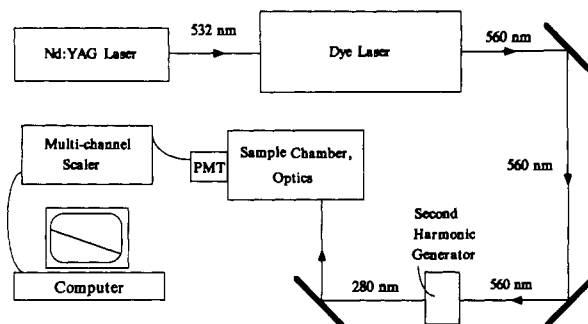 Nd:YAG Laser
532 nm
Dye Laser
560 nm
560 nm
Multi-channel
Scaler
PMT
Sample Chamber,
Optics
Second
Harmonic
Generator
280 nm
560 nm
Computer